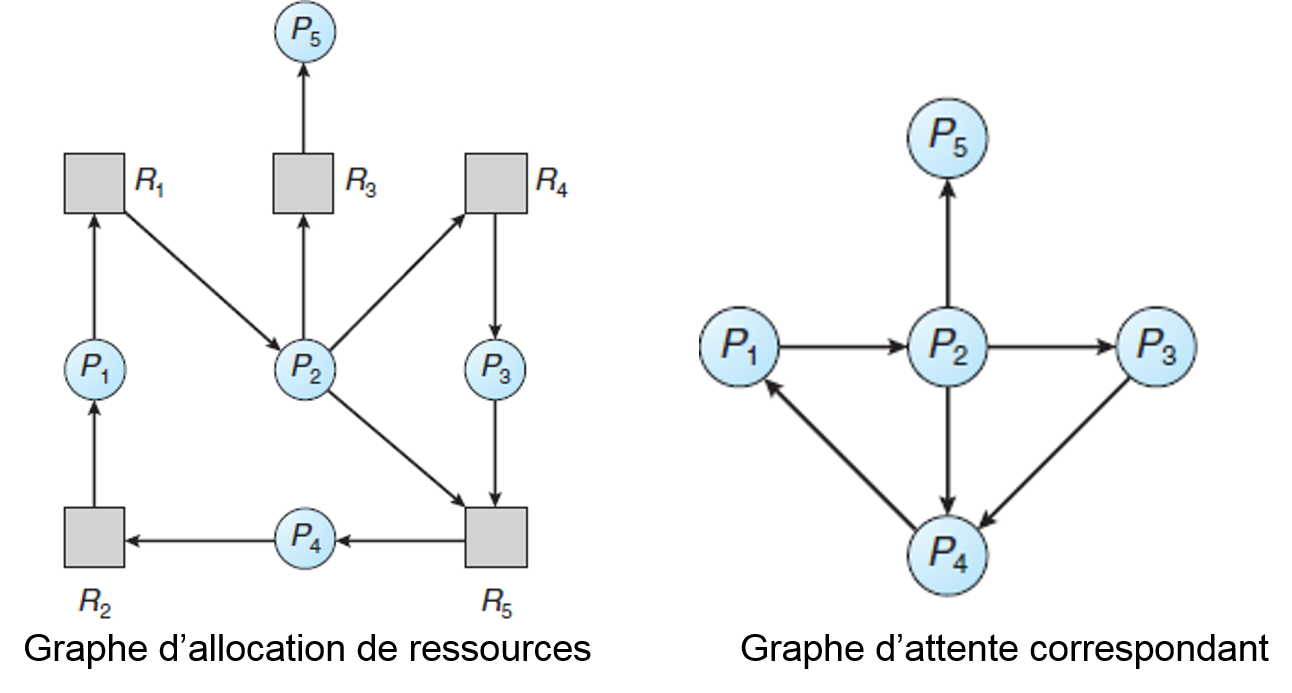 P5
R1
R3
R4
P1
P2
P3
P4
R2
R5
Graphe d’allocation de ressources
P5
P1
P2
P3
P4
Graphe d’attente correspondant